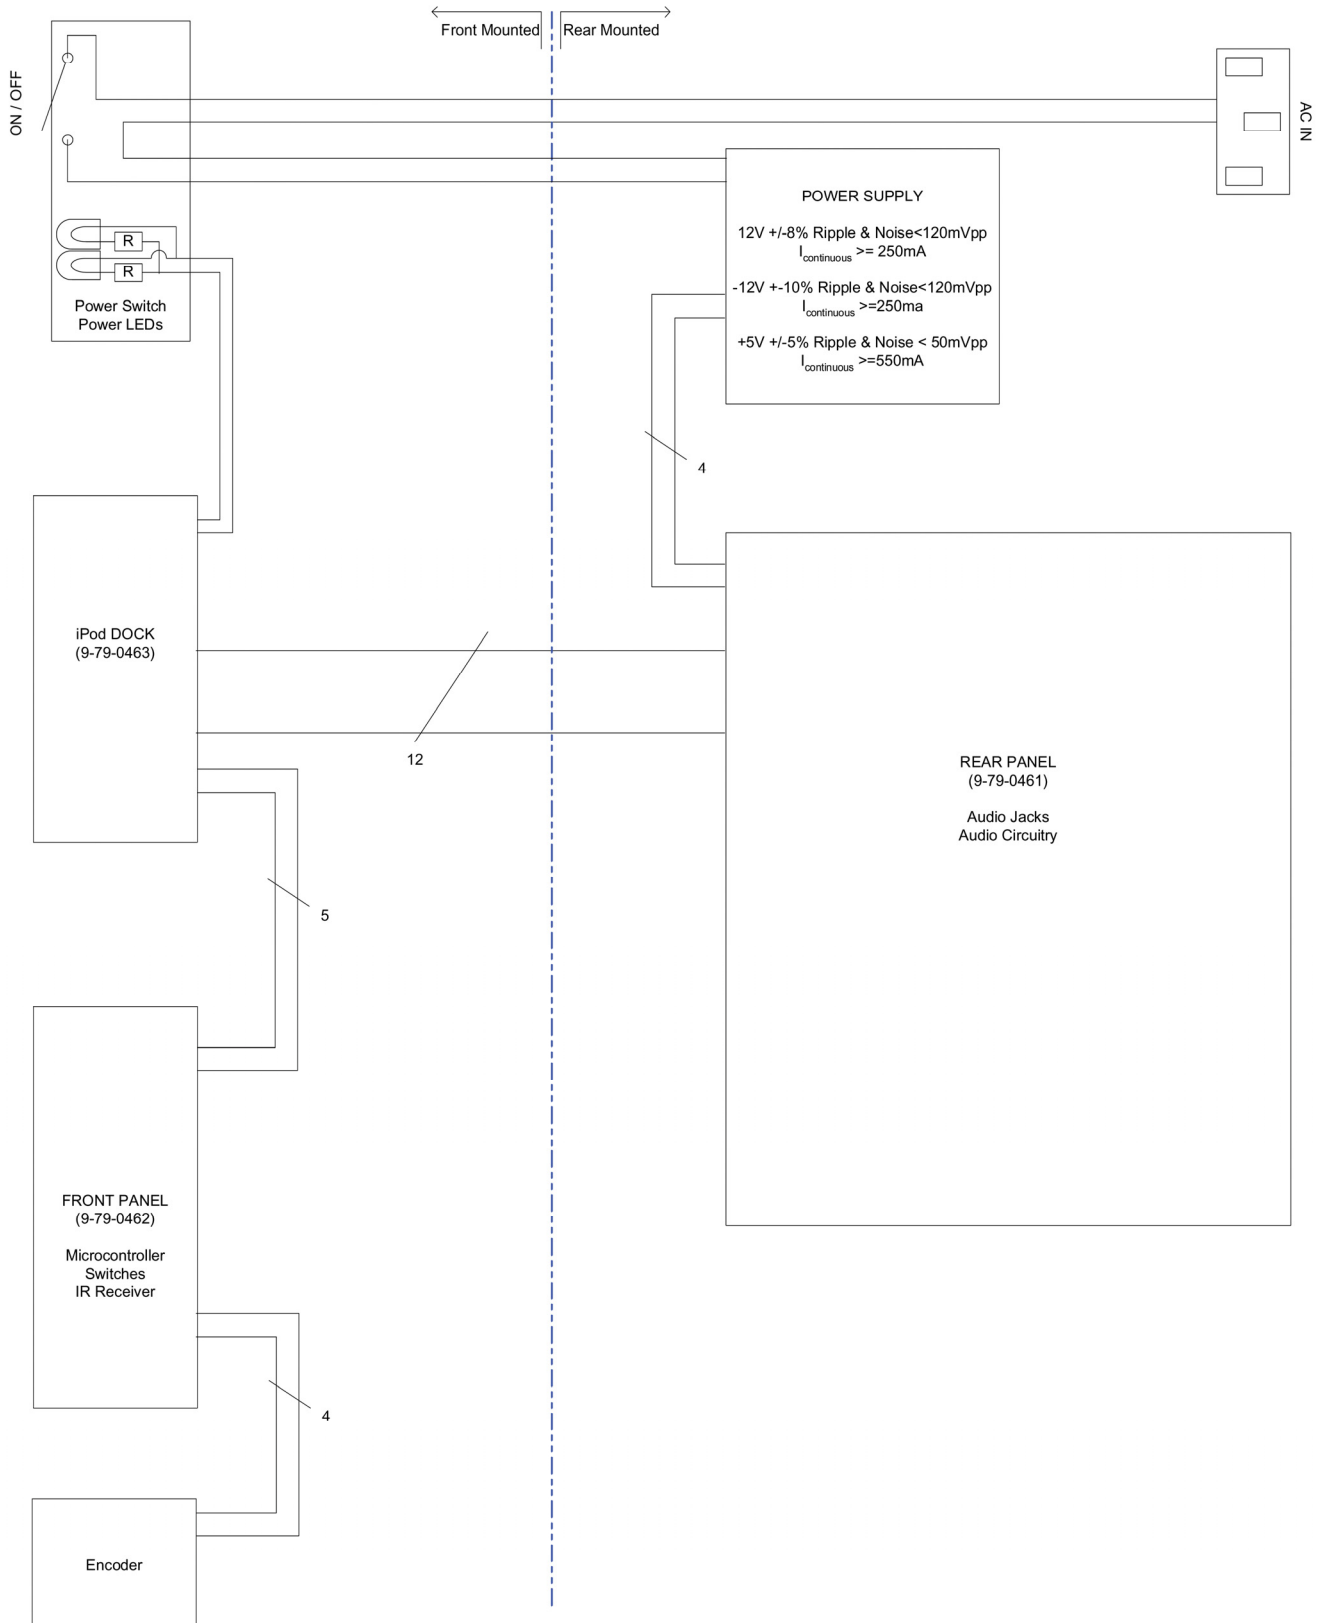 Front Mounted
Rear Mounted
ON / OFF
AC IN
R
R
Power Switch
Power LEDs
POWER SUPPLY
12V +/-8% Ripple & Noise<120mVpp
Icontinuous >= 250mA
-12V +-10% Ripple & Noise<120mVpp
Icontinuous >=250ma
+5V +/-5% Ripple & Noise < 50mVpp
Icontinuous >=550mA
4
iPod DOCK
(9-79-0463)
12
REAR PANEL
(9-79-0461)
Audio Jacks
Audio Circuitry
5
FRONT PANEL
(9-79-0462)
Microcontroller
Switches
IR Receiver
4
Encoder